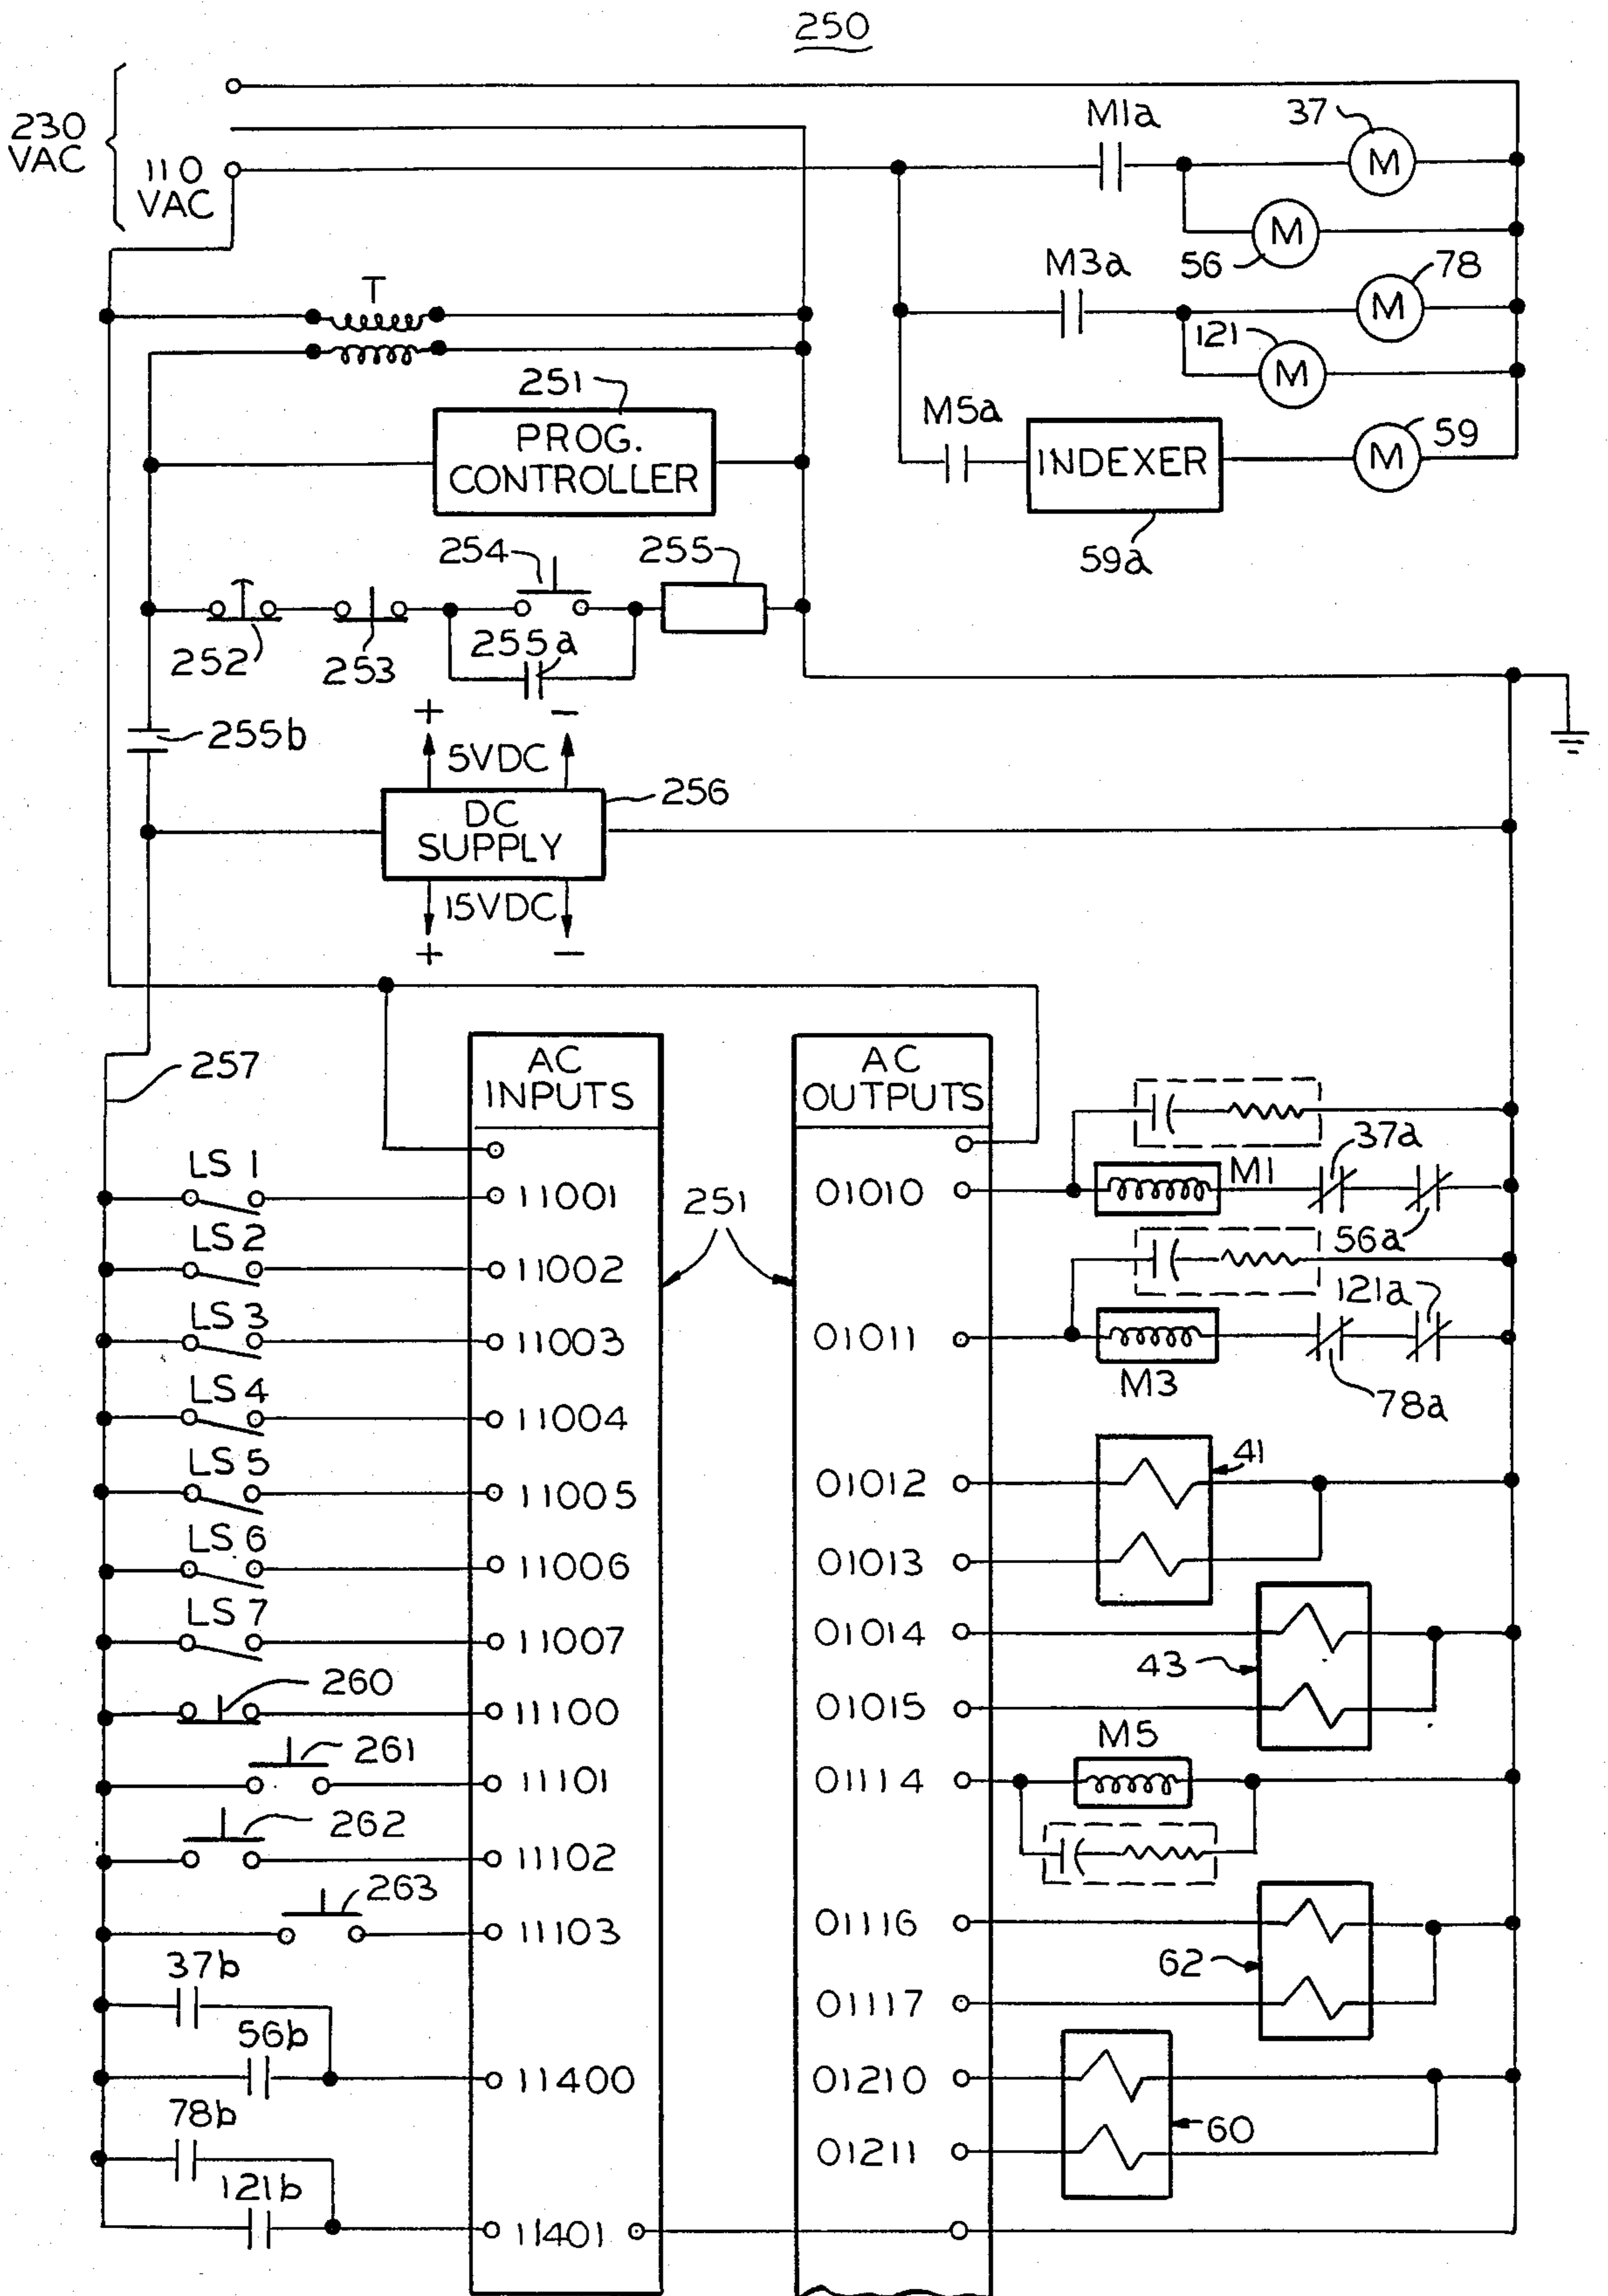 250
230
VAC
110
VAC
M1a
37
M
M
56
M3a
78
M
121
M
M5a
INDEXER
59
M
59a
T
251
PROG.
CONTROLLER
254
255
252
253
255a
255b
+ −
5VDC
DC
SUPPLY
256
15VDC
+ −
257
AC
INPUTS
AC
OUTPUTS
251
LS 1
11001
LS 2
11002
LS 3
11003
LS 4
11004
LS 5
11005
LS 6
11006
LS 7
11007
260
11100
261
11101
262
11102
263
11103
37b
56b
11400
78b
121b
11401
01010
M1
37a
56a
01011
M3
121a
78a
01012
41
01013
01014
43
01015
M5
01114
01116
62
01117
01210
60
01211